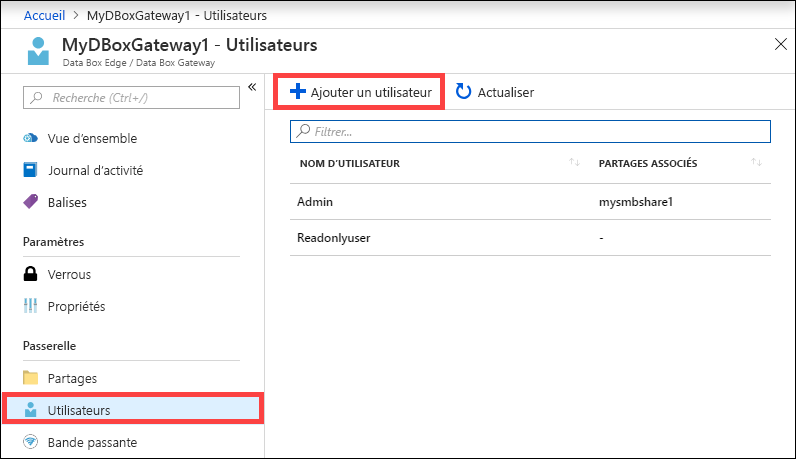 Accueil > MyDBoxGateway1 - Utilisateurs
MyDBoxGateway1 - Utilisateurs
Data Box Edge / Data Box Gateway
Recherche (Ctrl+/)
Vue d'ensemble
Journal d'activité
Balises
Paramètres
Verrous
Propriétés
Passerelle
Partages
Utilisateurs
Bande passante
Ajouter un utilisateur
Actualiser
Filtrer...
NOM D'UTILISATEUR PARTAGES ASSOCIÉS
Admin mysmbshare1
Readonlyuser -